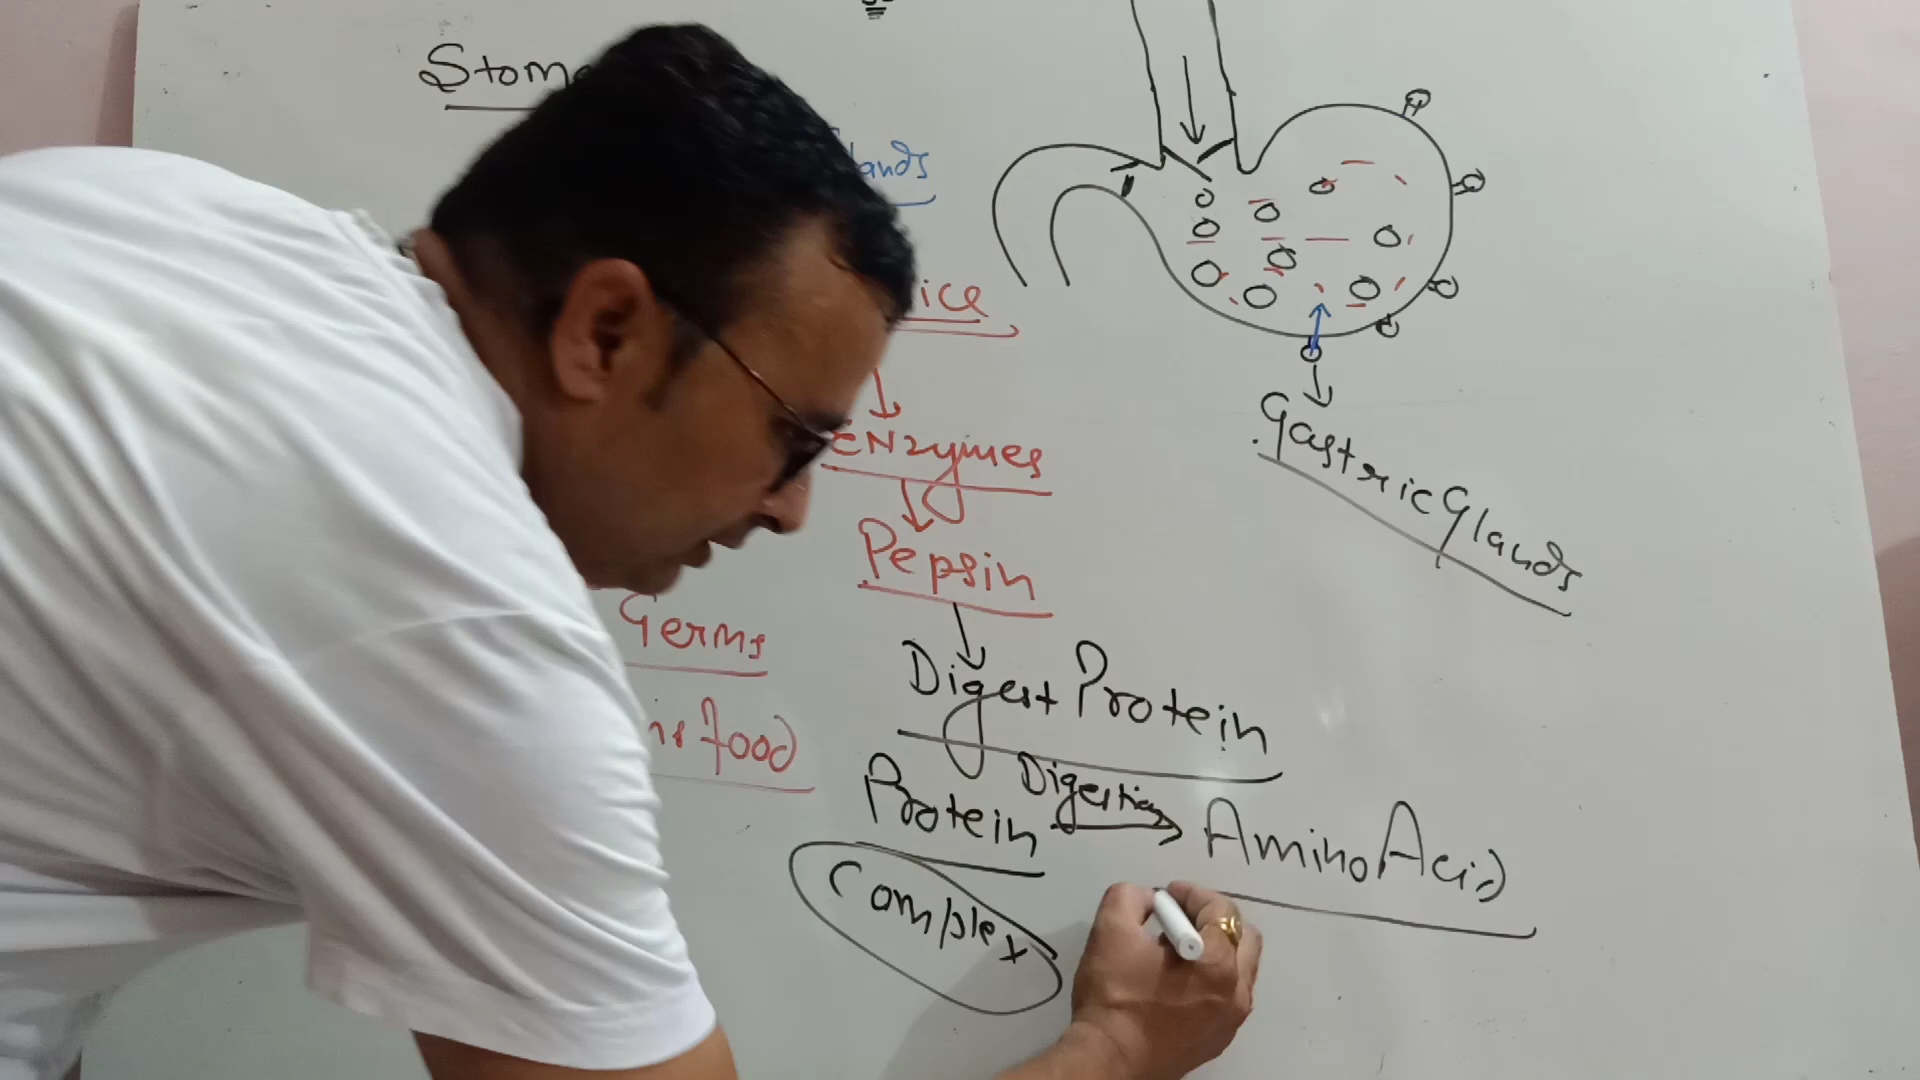 Stom
lands
ice
Enzymes
Pepsin
Gastric Glands
Germs
Digest Protein
food
Digestion
Protein
Amino Acid
Complex